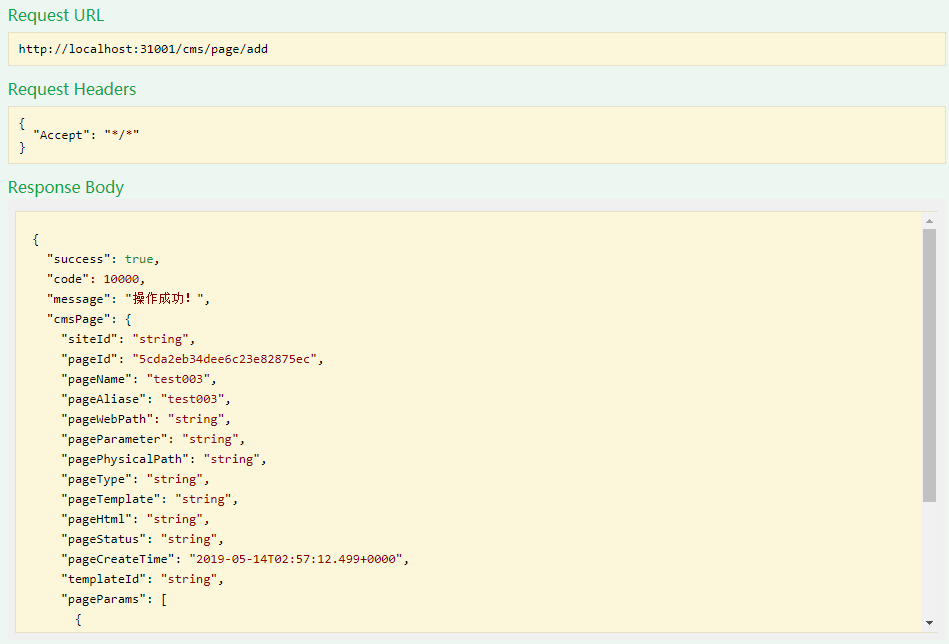 Request URL
http://localhost:31001/cms/page/add
Request Headers
{
  "Accept": "*/*"
}
Response Body
{
  "success": true,
  "code": 10000,
  "message": "操作成功！",
  "cmsPage": {
    "siteId": "string",
    "pageId": "5cda2eb34dee6c23e82875ec",
    "pageName": "test003",
    "pageAliase": "test003",
    "pageWebPath": "string",
    "pageParameter": "string",
    "pagePhysicalPath": "string",
    "pageType": "string",
    "pageTemplate": "string",
    "pageHtml": "string",
    "pageStatus": "string",
    "pageCreateTime": "2019-05-14T02:57:12.499+0000",
    "templateId": "string",
    "pageParams": [
      {